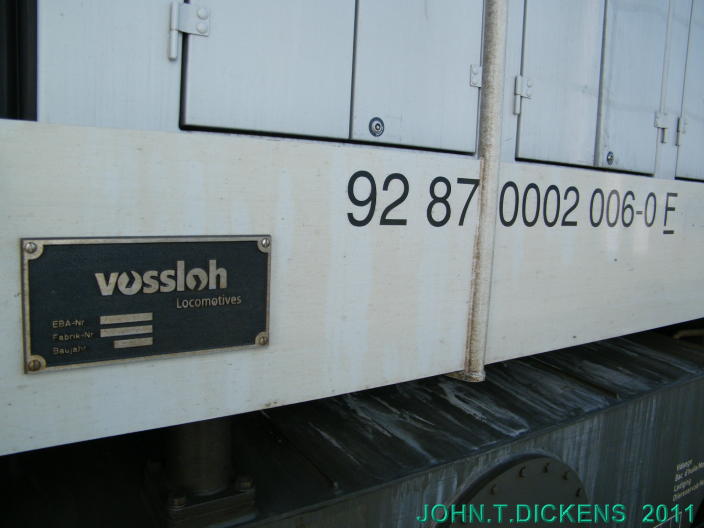 92 87 0002 006-0 F
vossloh
Locomotives
EBA-Nr.
Fabrik-Nr.
Baujahr
JOHN.T.DICKENS 2011